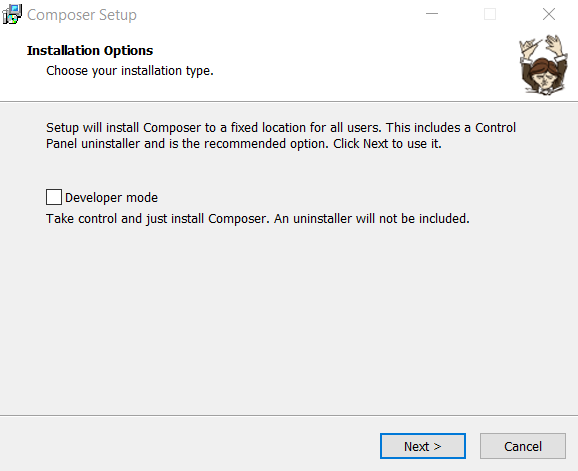 Composer Setup
Installation Options
Choose your installation type.
Setup will install Composer to a fixed location for all users. This includes a Control
Panel uninstaller and is the recommended option. Click Next to use it.
Developer mode
Take control and just install Composer. An uninstaller will not be included.
Next >
Cancel